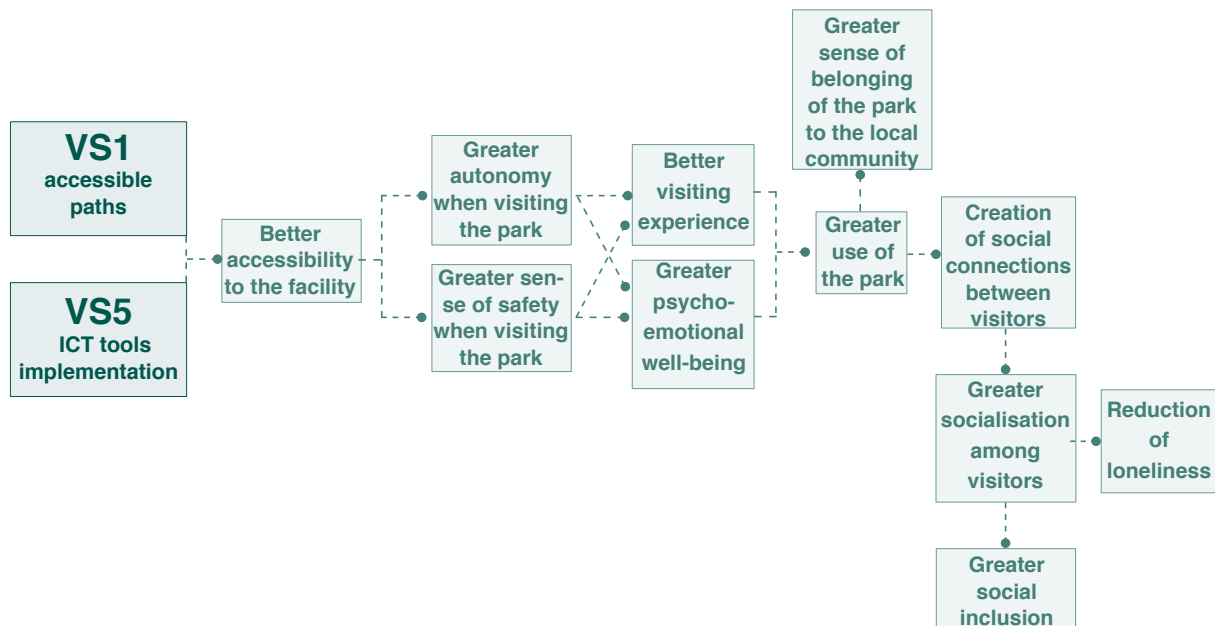 VS1
accessible
paths
VS5
ICT tools
implementation
Better
accessibility
to the facility
Greater
autonomy
when visiting
the park
Greater sen-
se of safety
when visiting
the park
Better
visiting
experience
Greater
psycho-
emotional
well-being
Greater
sense of
belonging
of the park
to the local
community
Greater
use of
the park
Creation
of social
connections
between
visitors
Greater
socialisation
among
visitors
Reduction
of
loneliness
Greater
social
inclusion